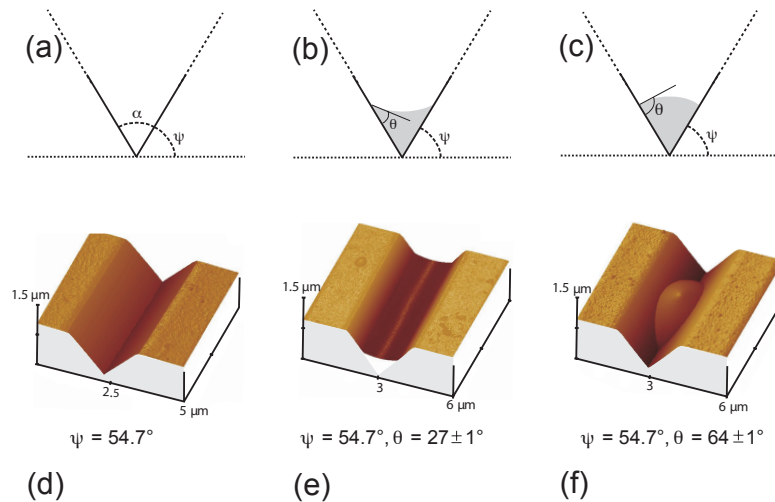 (a) (b) (c)
α ψ θ ψ θ ψ
1.5 μm 1.5 μm 1.5 μm
2.5 3 3
5 μm 6 μm 6 μm
ψ = 54.7° ψ = 54.7°, θ = 27±1° ψ = 54.7°, θ = 64±1°
(d) (e) (f)